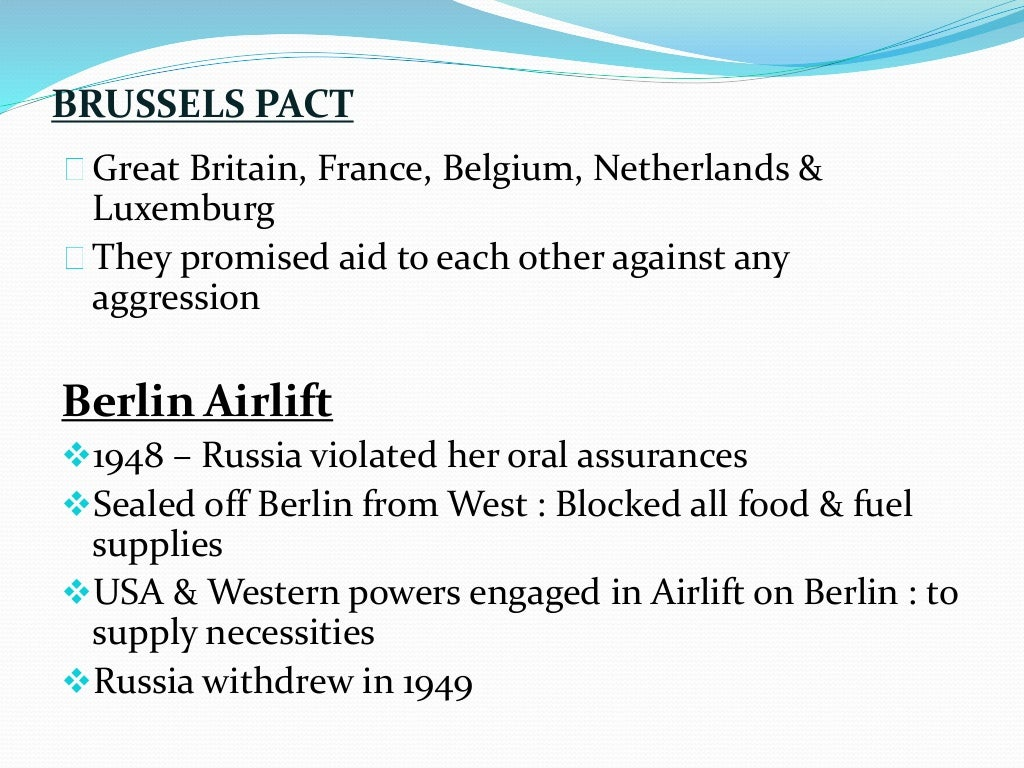 BRUSSELS PACT
Great Britain, France, Belgium, Netherlands &
Luxemburg
They promised aid to each other against any
aggression
Berlin Airlift
❖1948 – Russia violated her oral assurances
❖Sealed off Berlin from West : Blocked all food & fuel
supplies
❖USA & Western powers engaged in Airlift on Berlin : to
supply necessities
❖Russia withdrew in 1949